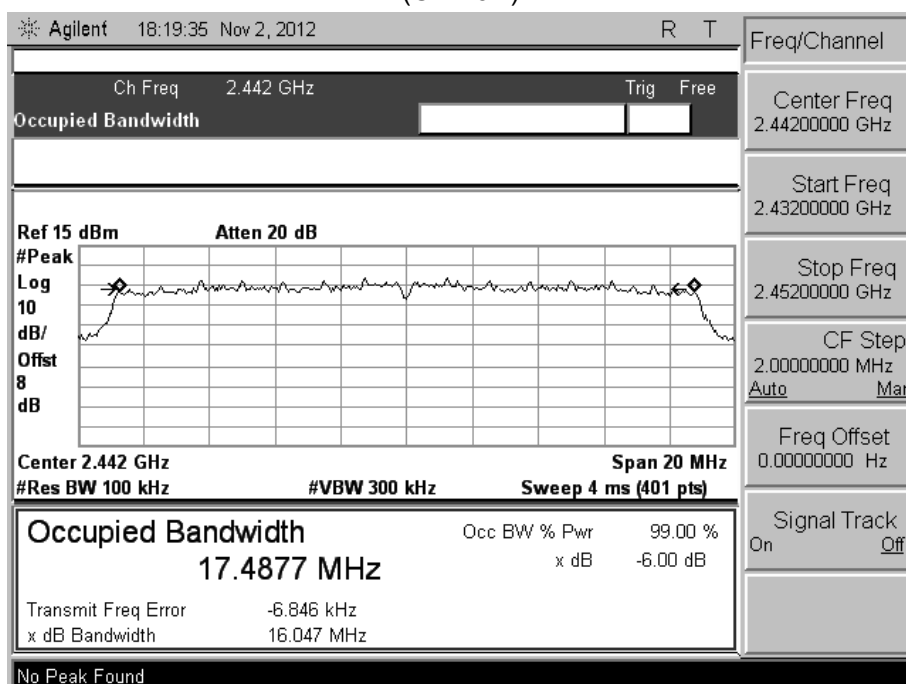 Agilent 18:19:35 Nov 2, 2012 R T
Freq/Channel
Ch Freq 2.442 GHz Trig Free
Occupied Bandwidth
Center Freq
2.44200000 GHz
Start Freq
2.43200000 GHz
Stop Freq
2.45200000 GHz
CF Step
2.00000000 MHz
Auto Man
Freq Offset
0.00000000 Hz
Signal Track
On Off
Ref 15 dBm Atten 20 dB
#Peak
Log
10
dB/
Offst
8
dB
Center 2.442 GHz Span 20 MHz
#Res BW 100 kHz #VBW 300 kHz Sweep 4 ms (401 pts)
Occupied Bandwidth
17.4877 MHz
Occ BW % Pwr 99.00 %
x dB -6.00 dB
Transmit Freq Error -6.846 kHz
x dB Bandwidth 16.047 MHz
No Peak Found